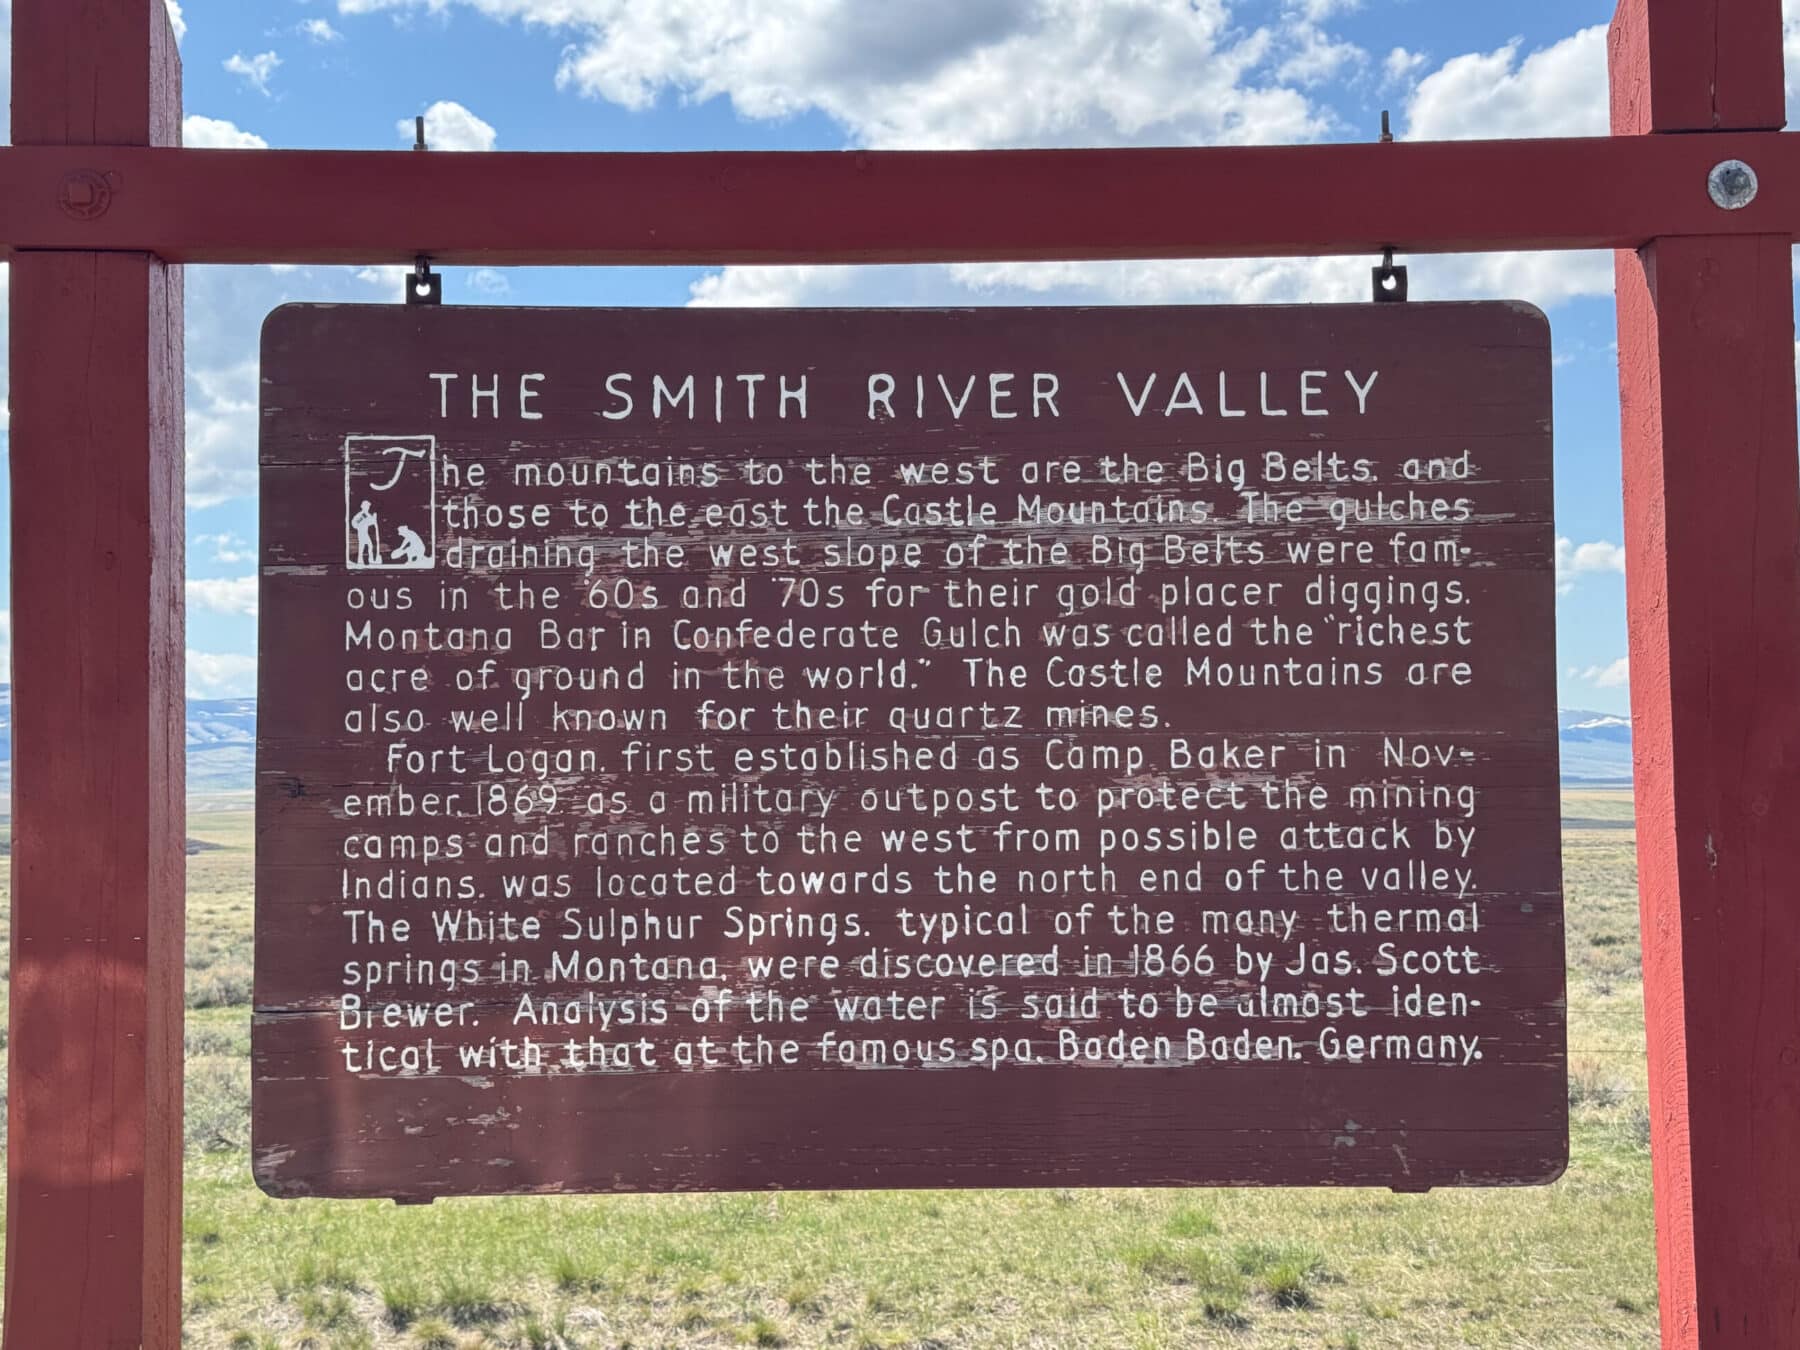 THE SMITH RIVER VALLEY
The mountains to the west are the Big Belts, and
those to the east the Castle Mountains. The gulches
draining the west slope of the Big Belts were fam-
ous in the '60s and '70s for their gold placer diggings.
Montana Bar in Confederate Gulch was called the "richest
acre of ground in the world." The Castle Mountains are
also well known for their quartz mines.
Fort Logan, first established as Camp Baker in Nov-
ember, 1869 as a military outpost to protect the mining
camps and ranches to the west from possible attack by
Indians, was located towards the north end of the valley.
The White Sulphur Springs, typical of the many thermal
springs in Montana, were discovered in 1866 by Jas. Scott
Brewer. Analysis of the water is said to be almost iden-
tical with that at the famous spa, Baden Baden, Germany.